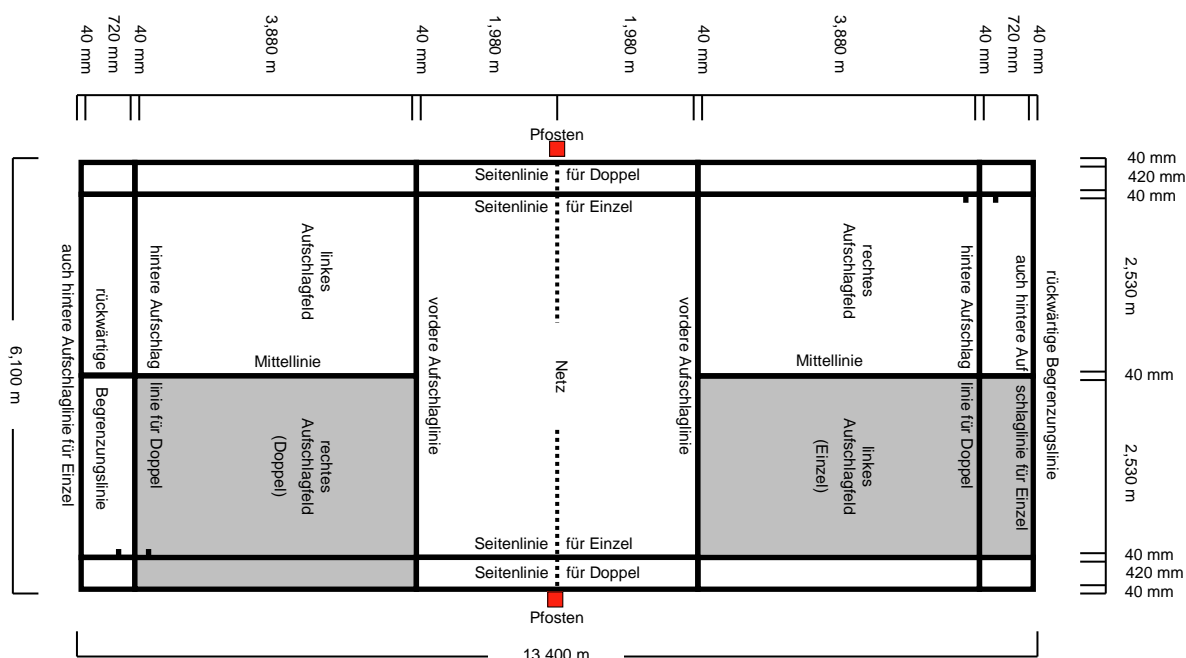 40 mm
720 mm
40 mm
3,880 m
40 mm
1,980 m
1,980 m
40 mm
3,880 m
40 mm
720 mm
40 mm
Pfosten
Seitenlinie für Doppel
Seitenlinie für Einzel
40 mm
420 mm
40 mm
2,530 m
40 mm
2,530 m
40 mm
420 mm
40 mm
6,100 m
auch hintere Aufschlaglinie für Einzel
rückwärtige Begrenzungslinie
hintere Aufschlag linie für Doppel
linkes
Aufschlagfeld
Mittellinie
rechtes
Aufschlagfeld
(Doppel)
vordere Aufschlaglinie
Netz
vordere Aufschlaglinie
rechtes
Aufschlagfeld
Mittellinie
linkes
Aufschlagfeld
(Einzel)
hintere Aufschlag linie für Doppel
auch hintere Auf schlaglinie für Einzel
rückwärtige Begrenzungslinie
Seitenlinie für Einzel
Seitenlinie für Doppel
Pfosten
13,400 m